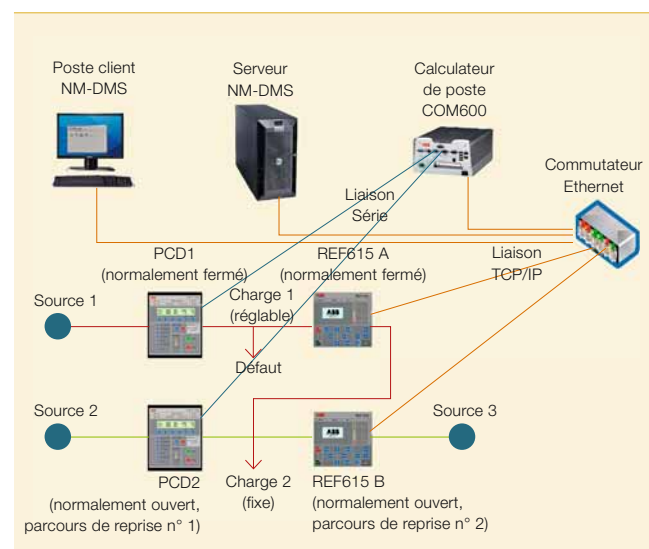 Poste client
NM-DMS
Serveur
NM-DMS
Calculateur
de poste
COM600
Commutateur
Ethernet
Liaison
Série
PCD1
(normalement fermé)
REF615 A
(normalement fermé)
Liaison
TCP/IP
Source 1
Charge 1
(réglable)
ABB
Défaut
Source 2
Source 3
ABB
PCD2
(normalement ouvert,
parcours de reprise n° 1)
Charge 2
(fixe)
REF615 B
(normalement ouvert,
parcours de reprise n° 2)